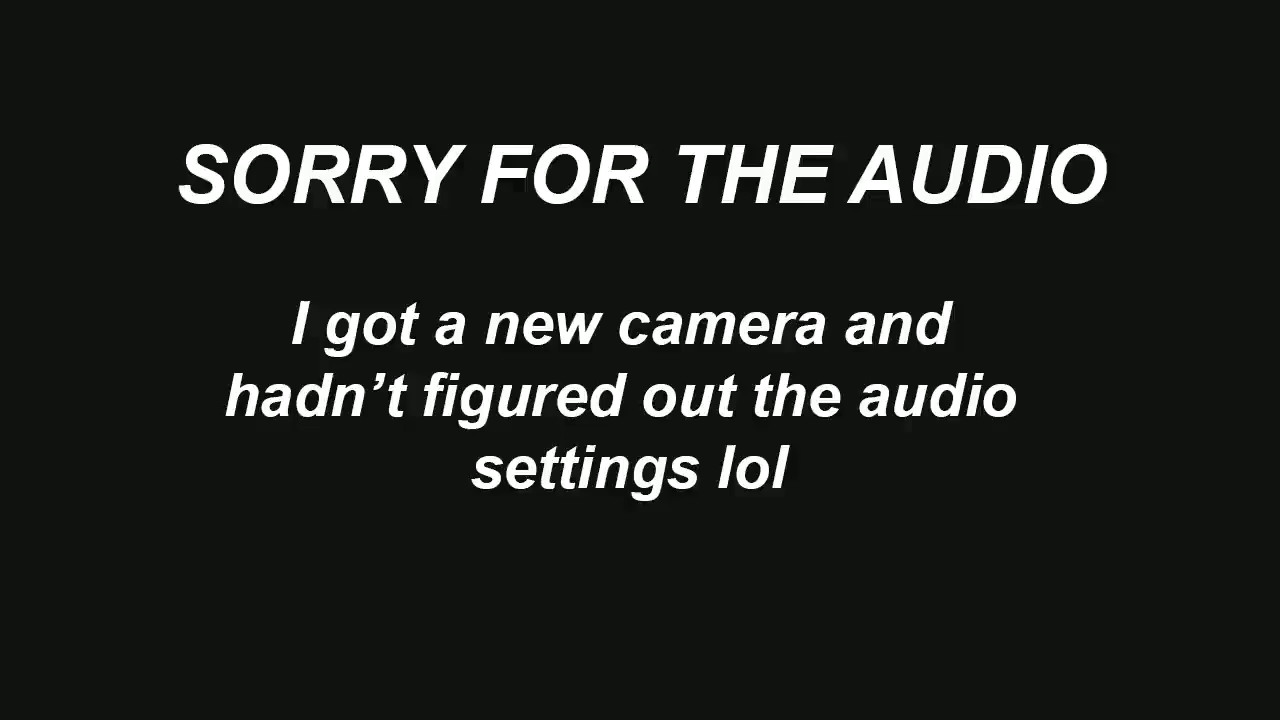 SORRY FOR THE AUDIO
I got a new camera and
hadn’t figured out the audio
settings lol